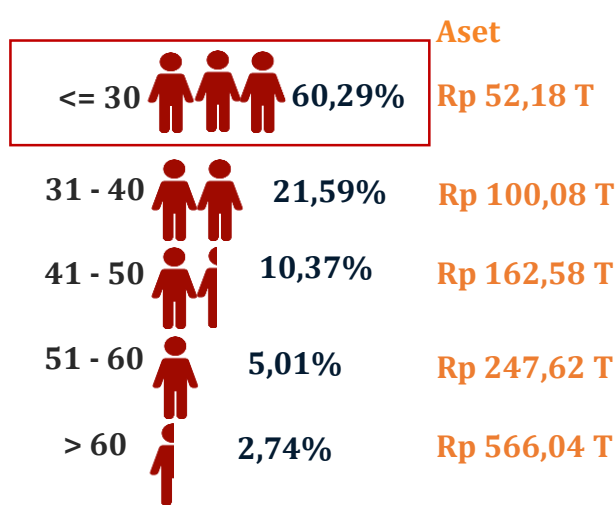 Aset
<= 30 60,29% Rp 52,18 T
31 - 40 21,59% Rp 100,08 T
41 - 50 10,37% Rp 162,58 T
51 - 60 5,01% Rp 247,62 T
> 60 2,74% Rp 566,04 T